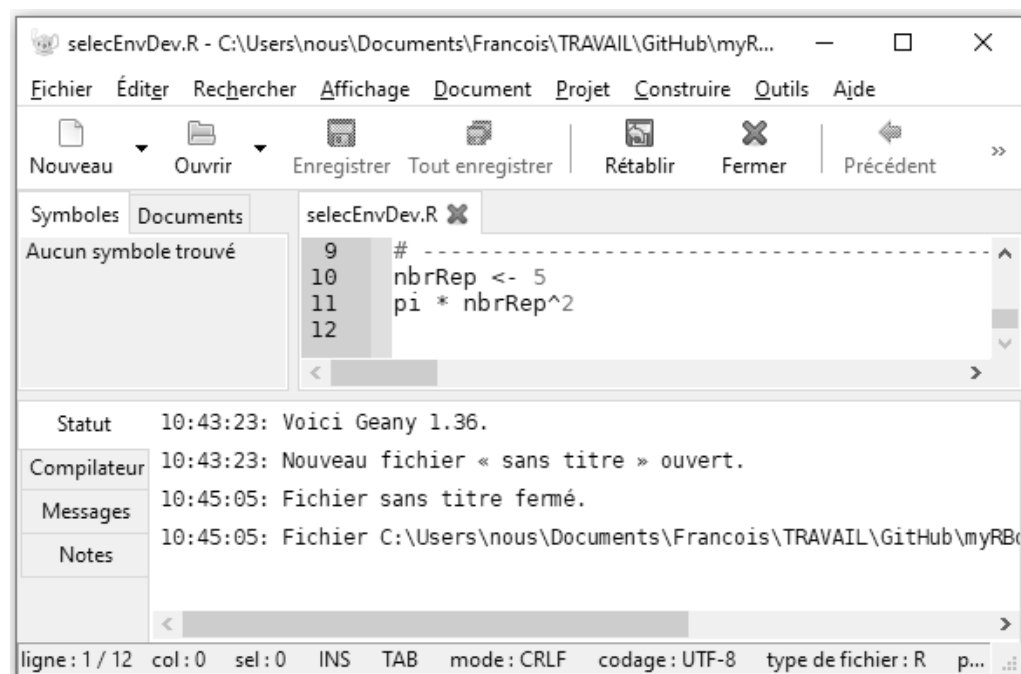 selecEnvDev.R - C:\Users\nous\Documents\Francois\TRAVAIL\GitHub\myR...
Fichier Éditer Rechercher Affichage Document Projet Construire Outils Aide
Nouveau Ouvrir Enregistrer Tout enregistrer Rétablir Fermer Précédent
Symboles Documents selecEnvDev.R
Aucun symbole trouvé
9 # -------------------------------------------
10 nbrRep <- 5
11 pi * nbrRep^2
12
Statut 10:43:23: Voici Geany 1.36.
Compilateur 10:43:23: Nouveau fichier « sans titre » ouvert.
Messages 10:45:05: Fichier sans titre fermé.
Notes 10:45:05: Fichier C:\Users\nous\Documents\Francois\TRAVAIL\GitHub\myRBo
ligne : 1 / 12 col : 0 sel : 0 INS TAB mode : CRLF codage : UTF-8 type de fichier : R p...